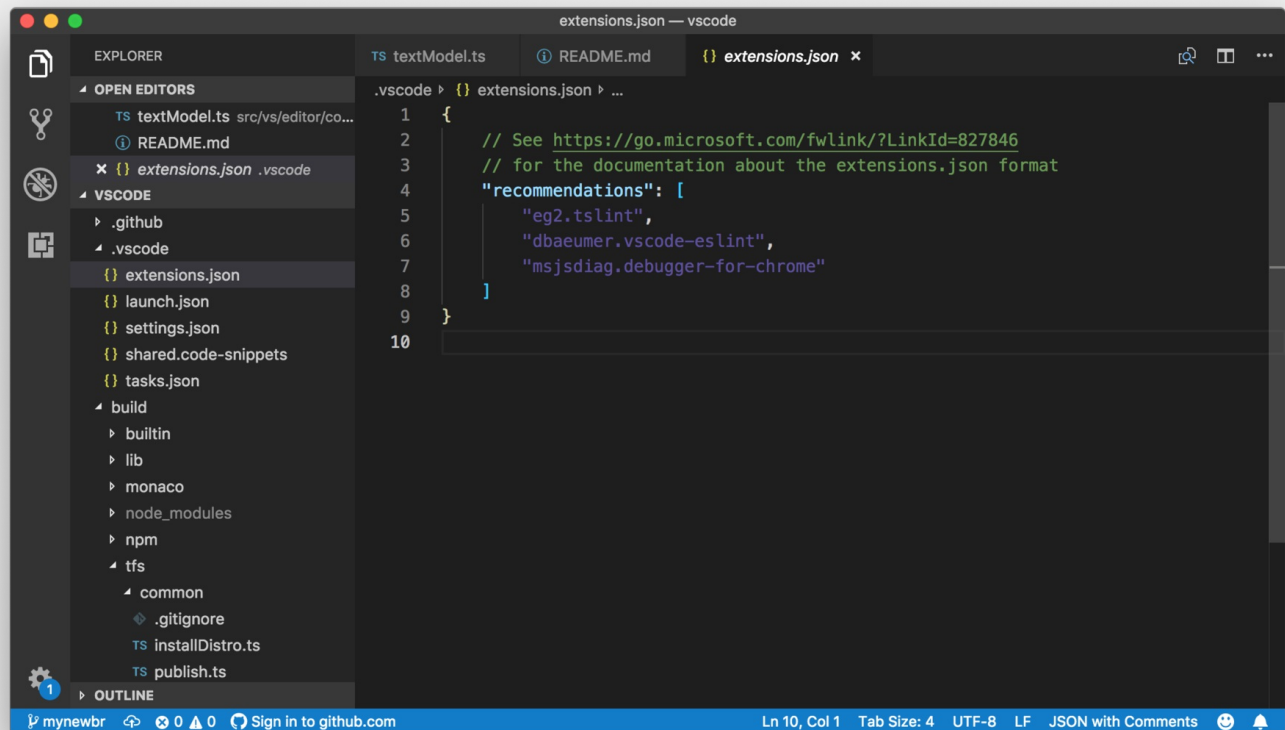 extensions.json — vscode
EXPLORER
OPEN EDITORS
TS textModel.ts src/vs/editor/co...
README.md
{} extensions.json .vscode
VSCODE
.github
.vscode
{} extensions.json
{} launch.json
{} settings.json
{} shared.code-snippets
{} tasks.json
build
builtin
lib
monaco
node_modules
npm
tfs
common
.gitignore
TS installDistro.ts
TS publish.ts
OUTLINE
1
TS textModel.ts README.md {} extensions.json
.vscode {} extensions.json ...
1 {
2 // See https://go.microsoft.com/fwlink/?LinkId=827846
3 // for the documentation about the extensions.json format
4 "recommendations": [
5 "eg2.tslint",
6 "dbaeumer.vscode-eslint",
7 "msjsdiag.debugger-for-chrome"
8 ]
9 }
10
mynewbr 0 0 Sign in to github.com Ln 10, Col 1 Tab Size: 4 UTF-8 LF JSON with Comments